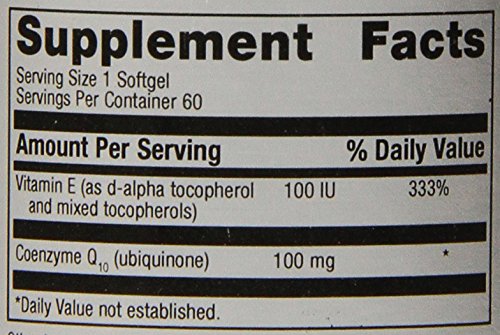 Supplement Facts
Serving Size 1 Softgel
Servings Per Container 60
Amount Per Serving % Daily Value
Vitamin E (as d-alpha tocopherol 100 IU 333%
and mixed tocopherols)
Coenzyme Q10 (ubiquinone) 100 mg *
*Daily Value not established.